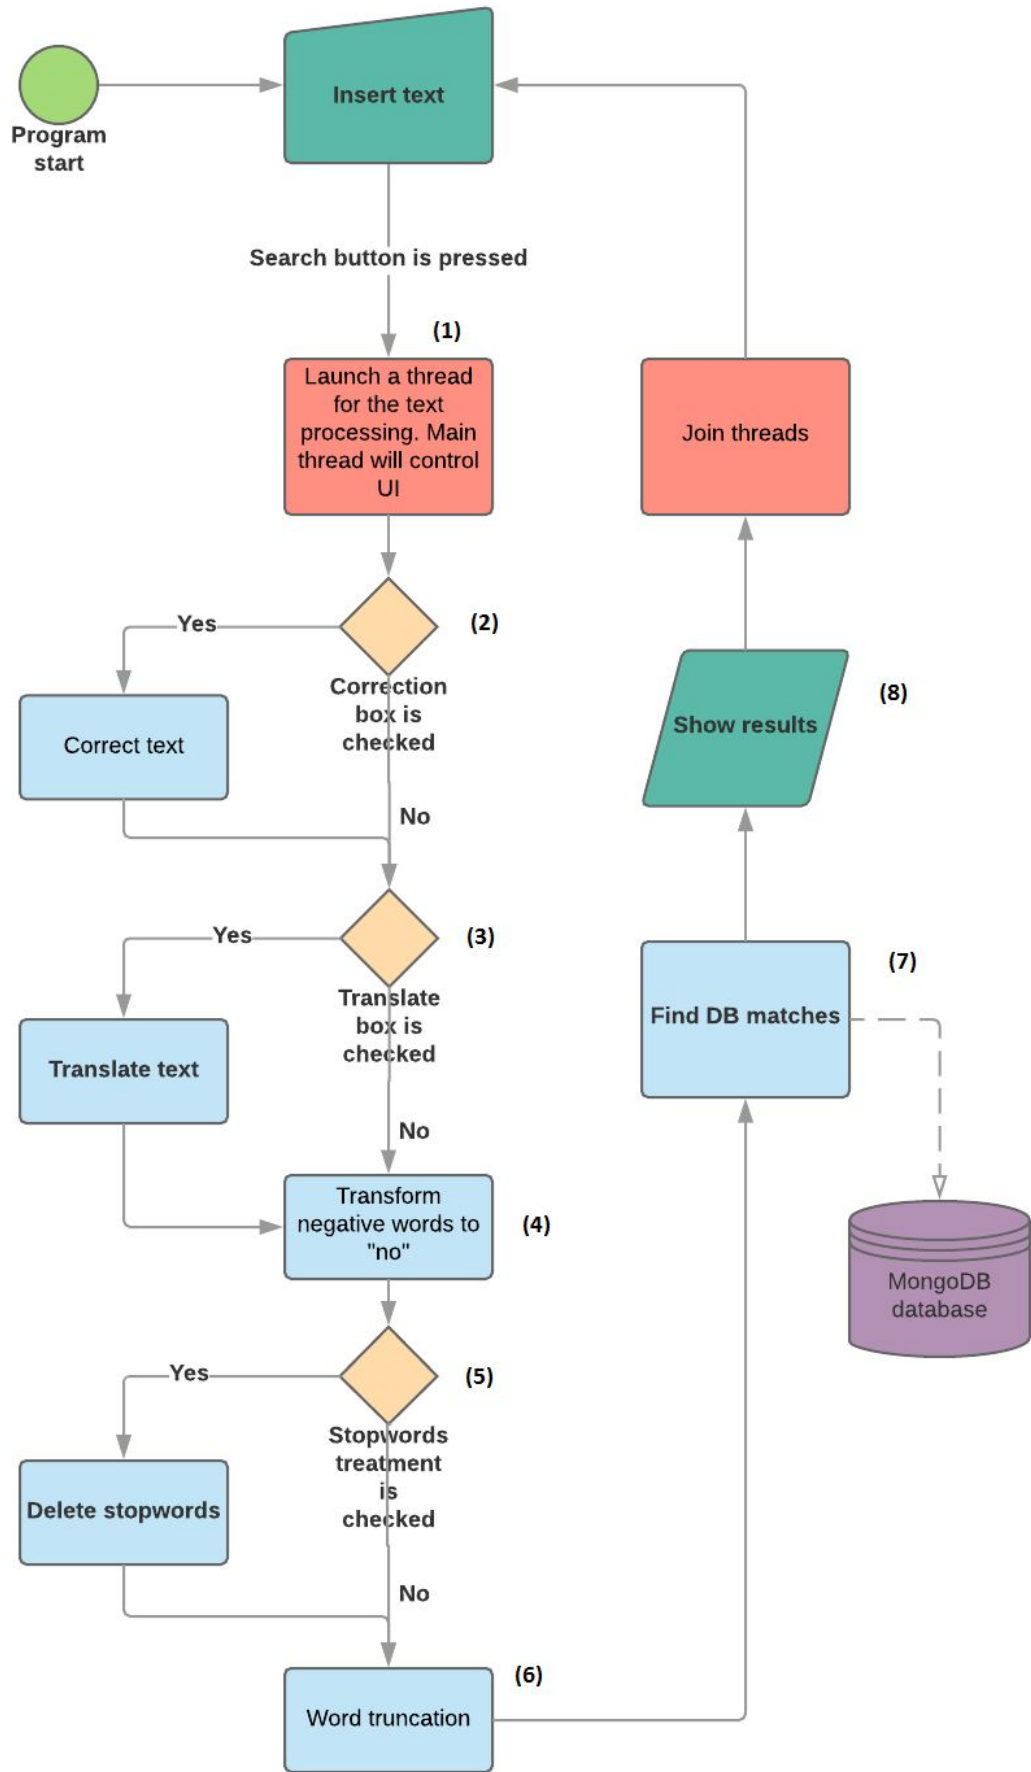 Program
start
Insert text
Search button is pressed
(1)
Launch a thread
for the text
processing. Main
thread will control
UI
(2)
Yes
Correction
box is
checked
Correct text
No
(3)
Yes
Translate
box is
checked
Translate text
No
Transform
negative words to
"no"
(4)
(5)
Yes
Stopwords
treatment
is
checked
Delete stopwords
No
(6)
Word truncation
(7)
Find DB matches
MongoDB
database
(8)
Show results
Join threads